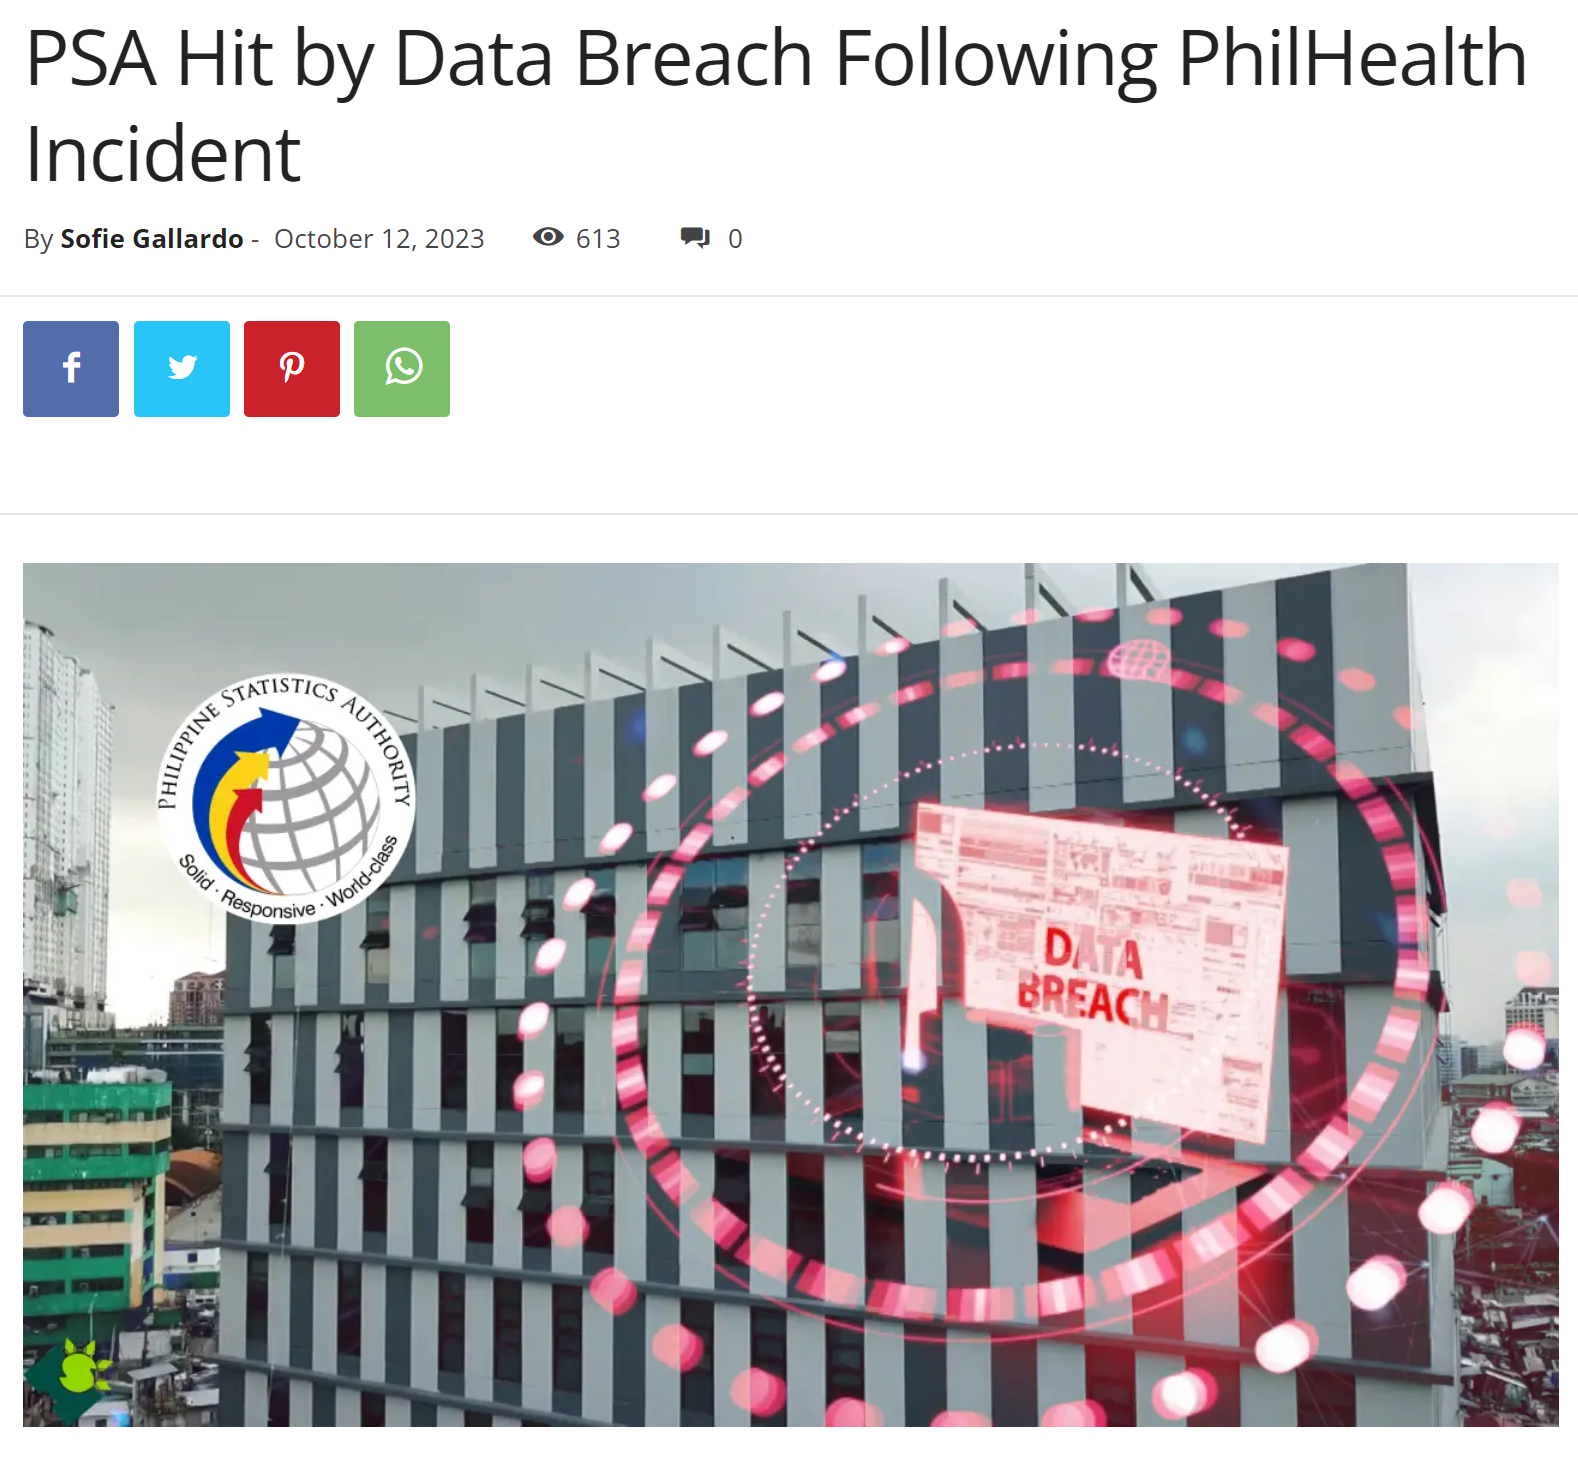 PSA Hit by Data Breach Following PhilHealth
Incident
By Sofie Gallardo - October 12, 2023 613 0
PHILIPPINE STATISTICS AUTHORITY
Solid · Responsive · World-class
DATA
BREACH